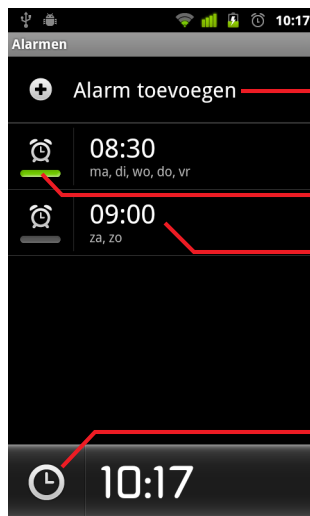 10:17
Alarmen
Alarm toevoegen
08:30
ma, di, wo, do, vr
09:00
za, zo
10:17